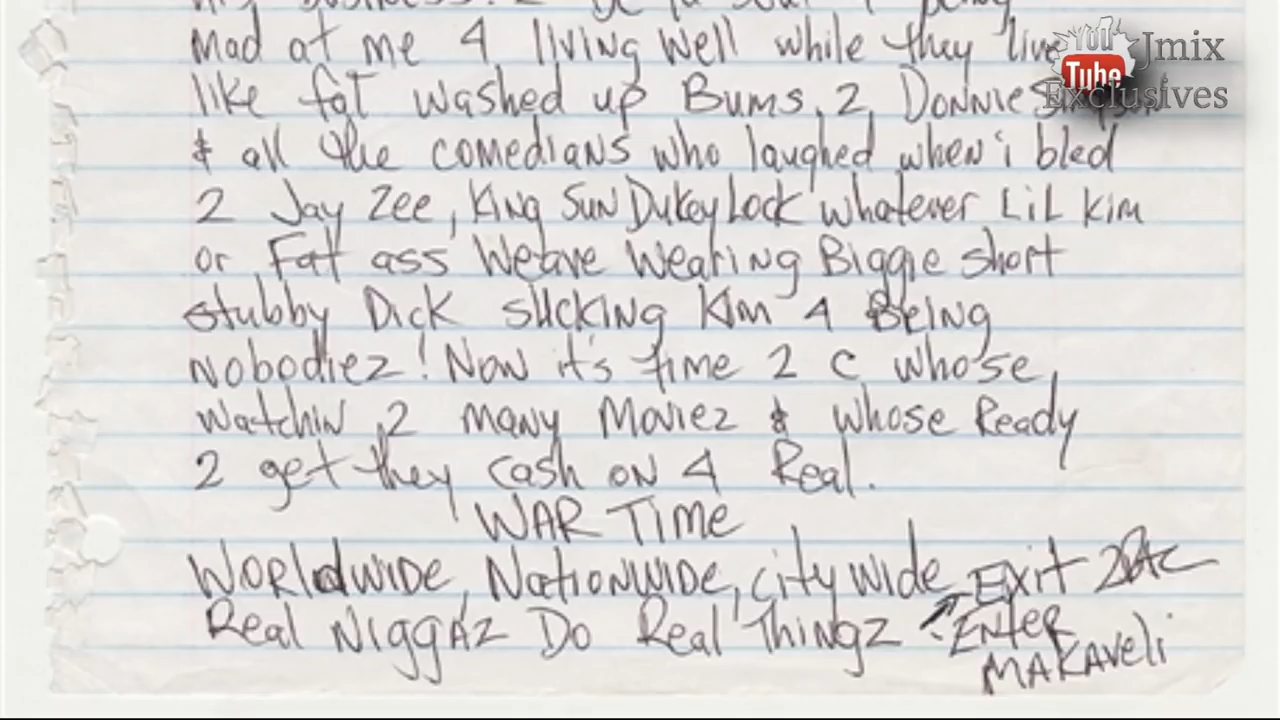 Mad at me 4 living well while they live
like fat washed up Bums. 2 Donnie
& all the comedians who laughed when i bled
2 Jay Zee, King Sun Dukey Lock whatever LiL Kim
or Fat ass Weave Wearing Biggie short
stubby Dick sucking Kim 4 Being
nobodiez! Now it's time 2 c whose
watchin 2 many Moviez & whose Ready
2 get they cash on 4 Real.
WAR TIME
WORldWIDE, NatioNWIDE, city wide Exit 2PAC
Real NiggAz Do Real Thingz Enter
MAKAVeli
You Tube Jmix
Exclusives